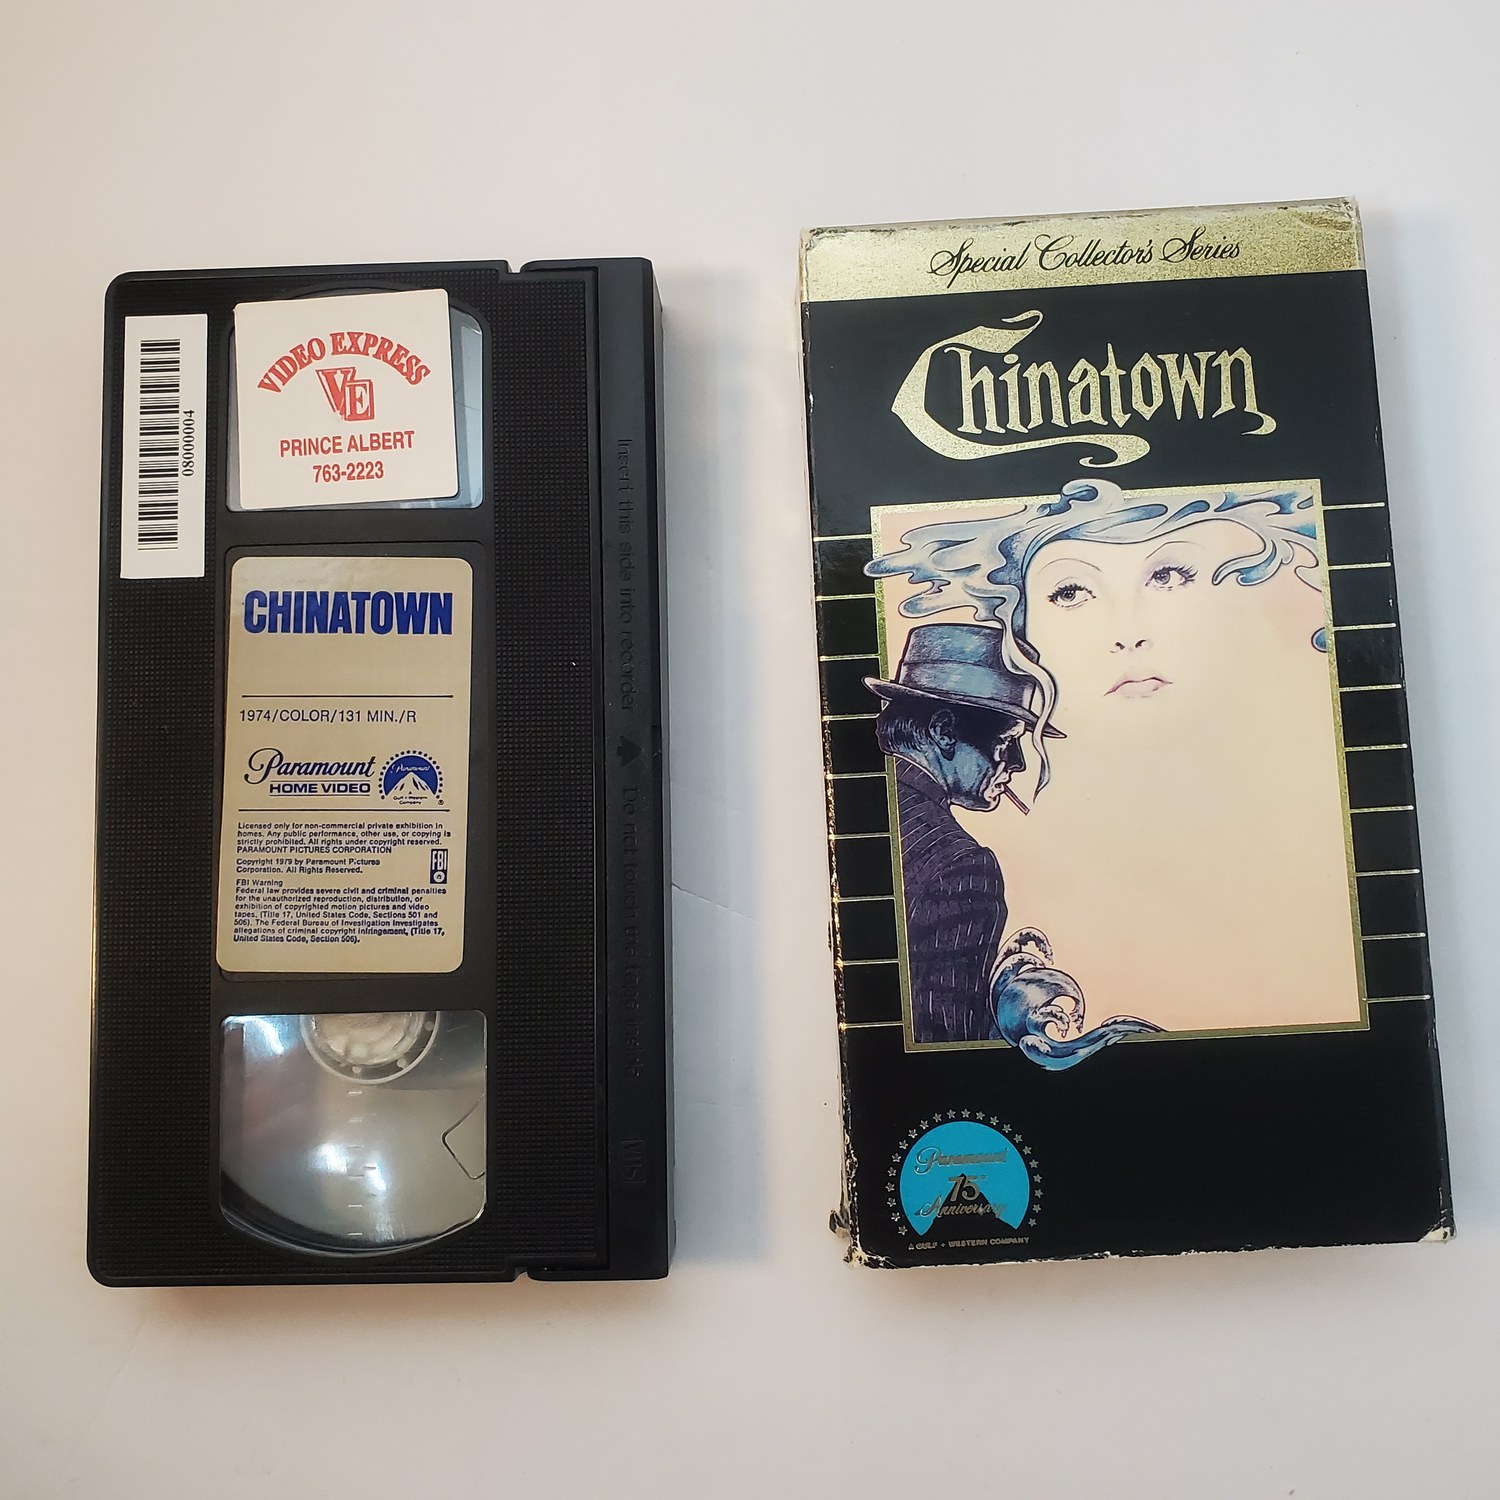 VIDEO EXPRESS
VE
PRINCE ALBERT
763-2223
08000004
CHINATOWN
1974/COLOR/131 MIN./R
Paramount
HOME VIDEO
Paramount
A
Gulf + Western
Company
®
Licensed only for non-commercial private exhibition in
homes. Any public performance, other use, or copying is
strictly prohibited. All rights under copyright reserved.
PARAMOUNT PICTURES CORPORATION
Copyright 1979 by Paramount Pictures
Corporation. All Rights Reserved.
FBI
FBI Warning
Federal law provides severe civil and criminal penalties
for the unauthorized reproduction, distribution, or
exhibition of copyrighted motion pictures and video
tapes. (Title 17, United States Code, Sections 501 and
506). The Federal Bureau of Investigation investigates
allegations of criminal copyright infringement, (Title 17,
United States Code, Section 506).
Insert this side into recorder
Do not touch the tape inside
VHS
Special Collector's Series
Chinatown
Paramount
75th
Anniversary
A GULF + WESTERN COMPANY